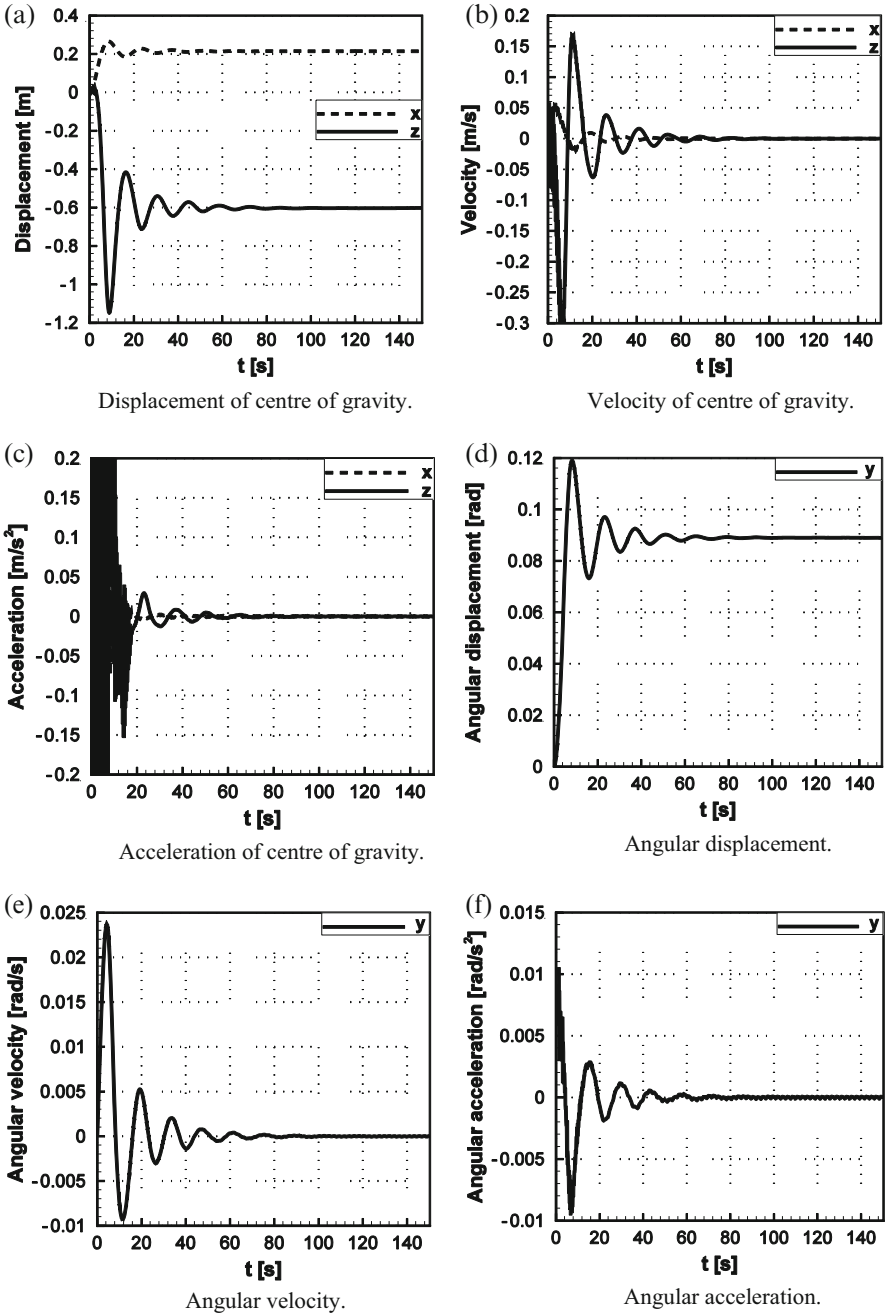 (a)
0.4
0.2
0
-0.2
-0.4
-0.6
-0.8
-1
-1.2
Displacement [m]
x
z
0 20 40 60 80 100 120 140
t [s]
Displacement of centre of gravity.
(b)
0.2
0.15
0.1
0.05
0
-0.05
-0.1
-0.15
-0.2
-0.25
-0.3
Velocity [m/s]
x
z
0 20 40 60 80 100 120 140
t [s]
Velocity of centre of gravity.
(c)
0.2
0.15
0.1
0.05
0
-0.05
-0.1
-0.15
-0.2
Acceleration [m/s²]
x
z
0 20 40 60 80 100 120 140
t [s]
Acceleration of centre of gravity.
(d)
0.12
0.1
0.08
0.06
0.04
0.02
0
Angular displacement [rad]
y
0 20 40 60 80 100 120 140
t [s]
Angular displacement.
(e)
0.025
0.02
0.015
0.01
0.005
0
-0.005
-0.01
Angular velocity [rad/s]
y
0 20 40 60 80 100 120 140
t [s]
Angular velocity.
(f)
0.015
0.01
0.005
0
-0.005
-0.01
Angular acceleration [rad/s²]
y
0 20 40 60 80 100 120 140
t [s]
Angular acceleration.